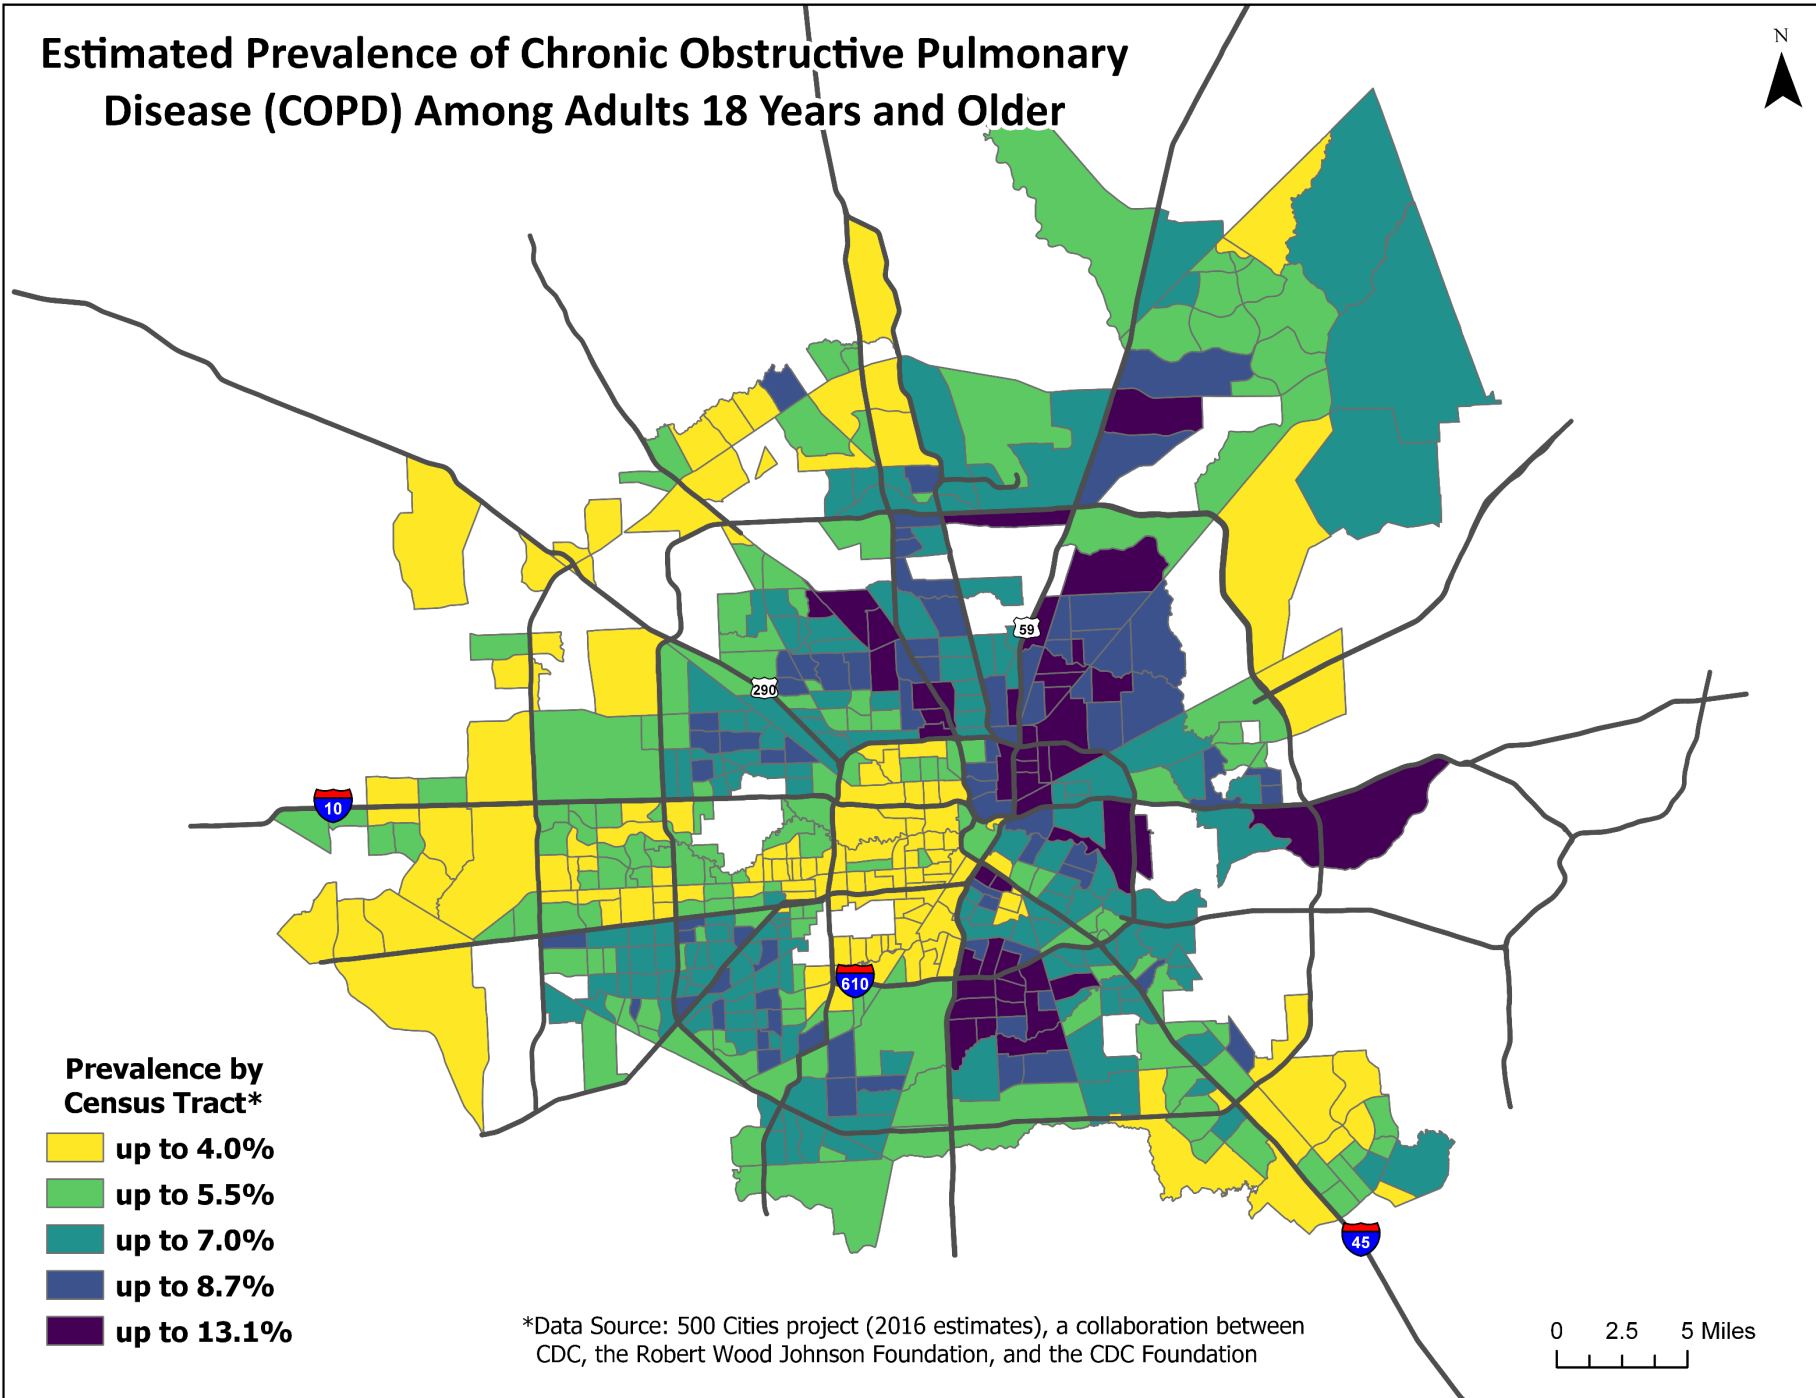 Estimated Prevalence of Chronic Obstructive Pulmonary
Disease (COPD) Among Adults 18 Years and Older
N
59
290
10
610
45
Prevalence by
Census Tract*
up to 4.0%
up to 5.5%
up to 7.0%
up to 8.7%
up to 13.1%
*Data Source: 500 Cities project (2016 estimates), a collaboration between
CDC, the Robert Wood Johnson Foundation, and the CDC Foundation
0 2.5 5 Miles